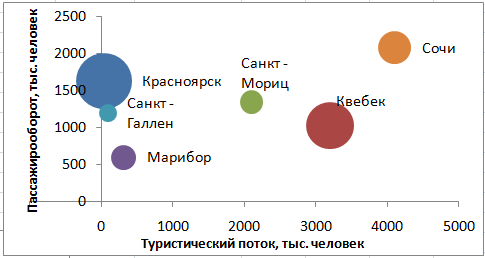 Пассажирооборот, тыс. человек
2500
2000
1500
1000
500
0
Сочи
Санкт -
Мориц
Красноярск
Санкт -
Галлен
Квебек
Марибор
0 1000 2000 3000 4000 5000
Туристический поток, тыс. человек